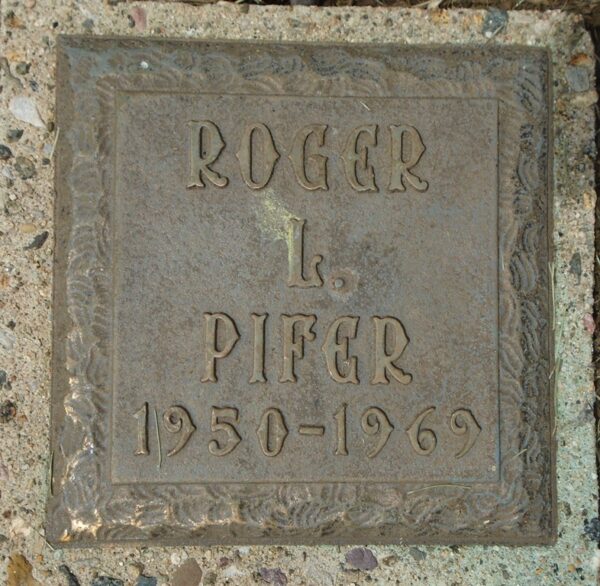 ROGER
L.
PIFER
1950-1969